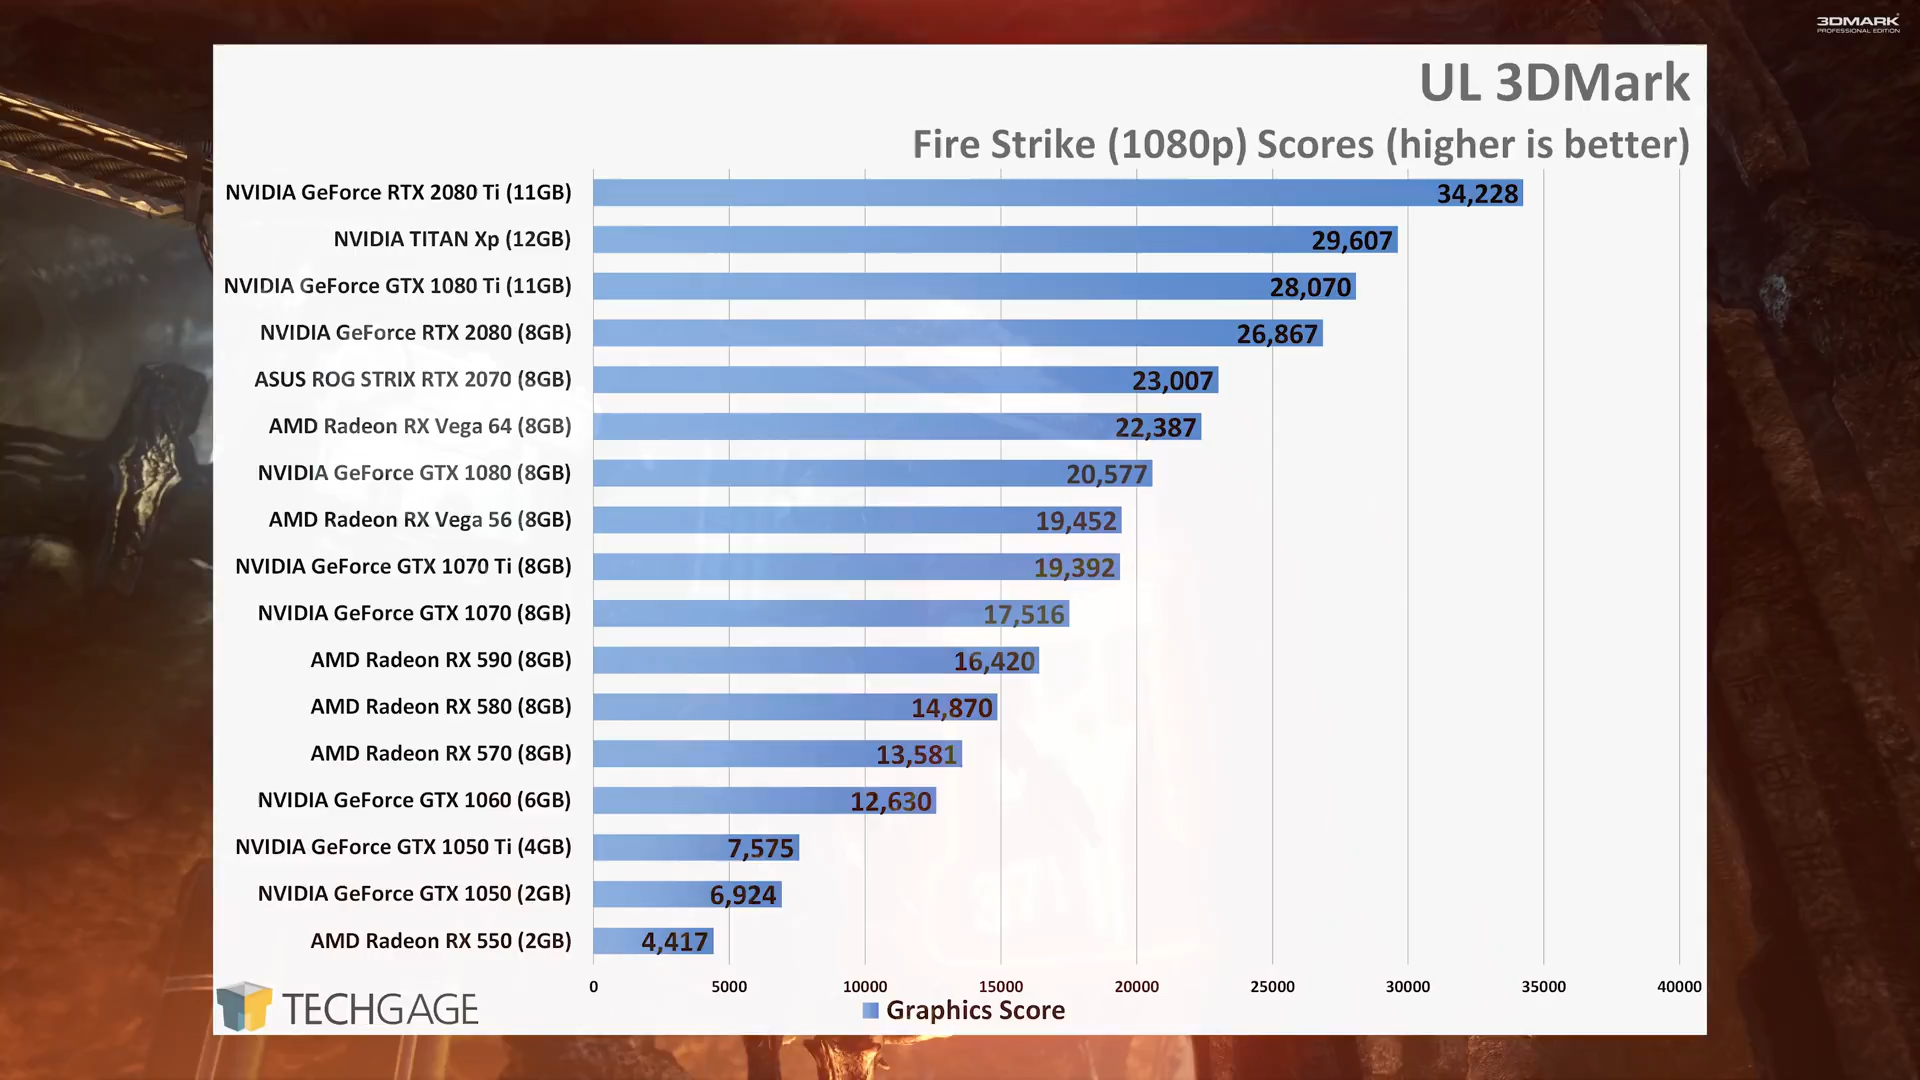 3DMARK
PROFESSIONAL EDITION
UL 3DMark
Fire Strike (1080p) Scores (higher is better)
NVIDIA GeForce RTX 2080 Ti (11GB) 34,228
NVIDIA TITAN Xp (12GB) 29,607
NVIDIA GeForce GTX 1080 Ti (11GB) 28,070
NVIDIA GeForce RTX 2080 (8GB) 26,867
ASUS ROG STRIX RTX 2070 (8GB) 23,007
AMD Radeon RX Vega 64 (8GB) 22,387
NVIDIA GeForce GTX 1080 (8GB) 20,577
AMD Radeon RX Vega 56 (8GB) 19,452
NVIDIA GeForce GTX 1070 Ti (8GB) 19,392
NVIDIA GeForce GTX 1070 (8GB) 17,516
AMD Radeon RX 590 (8GB) 16,420
AMD Radeon RX 580 (8GB) 14,870
AMD Radeon RX 570 (8GB) 13,581
NVIDIA GeForce GTX 1060 (6GB) 12,630
NVIDIA GeForce GTX 1050 Ti (4GB) 7,575
NVIDIA GeForce GTX 1050 (2GB) 6,924
AMD Radeon RX 550 (2GB) 4,417
0 5000 10000 15000 20000 25000 30000 35000 40000
Graphics Score
TECHGAGE